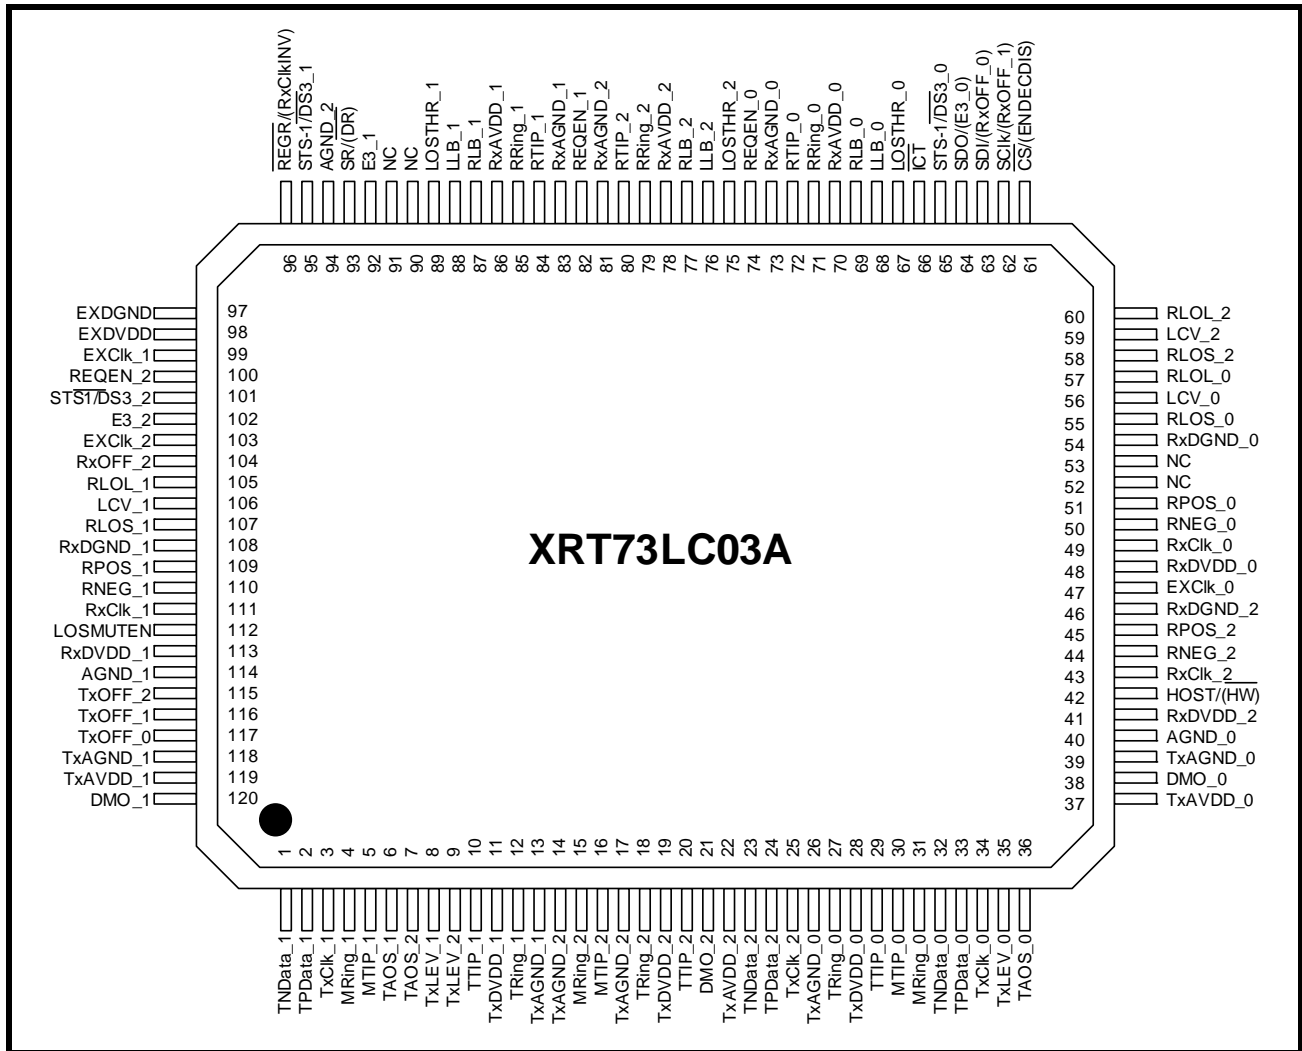 REGR/(RxClkINV)
STS-1/DS3_1
AGND_2
SR/(DR)
E3_1
NC
NC
LOSTHR_1
LLB_1
RLB_1
RxAVDD_1
RRing_1
RTIP_1
RxAGND_1
REQEN_1
RxAGND_2
RTIP_2
RRing_2
RxAVDD_2
RLB_2
LLB_2
LOSTHR_2
REQEN_0
RxAGND_0
RTIP_0
RRing_0
RxAVDD_0
RLB_0
LLB_0
LOSTHR_0
ICT
STS-1/DS3_0
SDO/(E3_0)
SDI/(RxOFF_0)
SClk/(RxOFF_1)
CS/(ENDECDIS)
96
95
94
93
92
91
90
89
88
87
86
85
84
83
82
81
80
79
78
77
76
75
74
73
72
71
70
69
68
67
66
65
64
63
62
61
EXDGND 97
EXDVDD 98
EXClk_1 99
REQEN_2 100
STS1/DS3_2 101
E3_2 102
EXClk_2 103
RxOFF_2 104
RLOL_1 105
LCV_1 106
RLOS_1 107
RxDGND_1 108
RPOS_1 109
RNEG_1 110
RxClk_1 111
LOSMUTEN 112
RxDVDD_1 113
AGND_1 114
TxOFF_2 115
TxOFF_1 116
TxOFF_0 117
TxAGND_1 118
TxAVDD_1 119
DMO_1 120
XRT73LC03A
60 RLOL_2
59 LCV_2
58 RLOS_2
57 RLOL_0
56 LCV_0
55 RLOS_0
54 RxDGND_0
53 NC
52 NC
51 RPOS_0
50 RNEG_0
49 RxClk_0
48 RxDVDD_0
47 EXClk_0
46 RxDGND_2
45 RPOS_2
44 RNEG_2
43 RxClk_2
42 HOST/(HW)
41 RxDVDD_2
40 AGND_0
39 TxAGND_0
38 DMO_0
37 TxAVDD_0
1
2
3
4
5
6
7
8
9
10
11
12
13
14
15
16
17
18
19
20
21
22
23
24
25
26
27
28
29
30
31
32
33
34
35
36
TNData_1
TPData_1
TxClk_1
MRing_1
MTIP_1
TAOS_1
TAOS_2
TxLEV_1
TxLEV_2
TTIP_1
TxDVDD_1
TRing_1
TxAGND_1
TxAGND_2
MRing_2
MTIP_2
TxAGND_2
TRing_2
TxDVDD_2
TTIP_2
DMO_2
TxAVDD_2
TNData_2
TPData_2
TxClk_2
TxAGND_0
TRing_0
TxDVDD_0
TTIP_0
MTIP_0
MRing_0
TNData_0
TPData_0
TxClk_0
TxLEV_0
TAOS_0